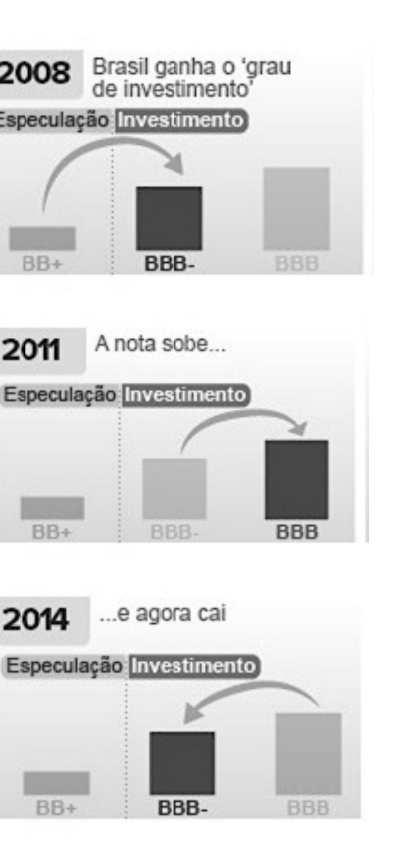 2008
Brasil ganha o ‘grau
de investimento’
Especulação Investimento
BB+ BBB- BBB
2011
A nota sobe...
Especulação Investimento
BB+ BBB- BBB
2014
...e agora cai
Especulação Investimento
BB+ BBB- BBB